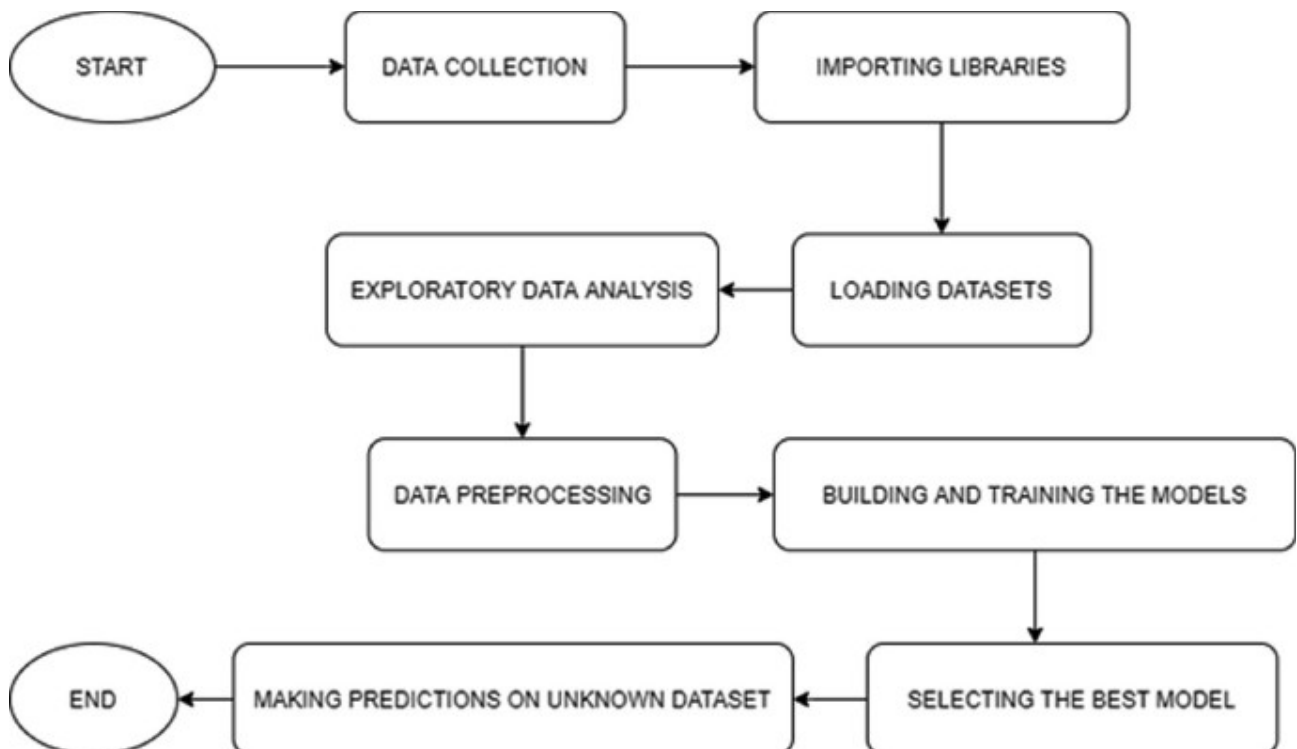 START
DATA COLLECTION
IMPORTING LIBRARIES
LOADING DATASETS
EXPLORATORY DATA ANALYSIS
DATA PREPROCESSING
BUILDING AND TRAINING THE MODELS
SELECTING THE BEST MODEL
MAKING PREDICTIONS ON UNKNOWN DATASET
END